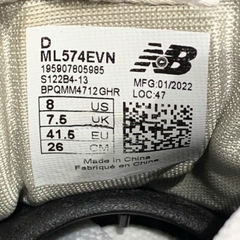 D
ML574EVN
195907805985
S122B4-13
BPQMM4712GHR
NB
MFG:01/2022
LOC:47
8 US
7.5 UK
41.5 EU
26 CM
Made in China
Fabriqué en Chine